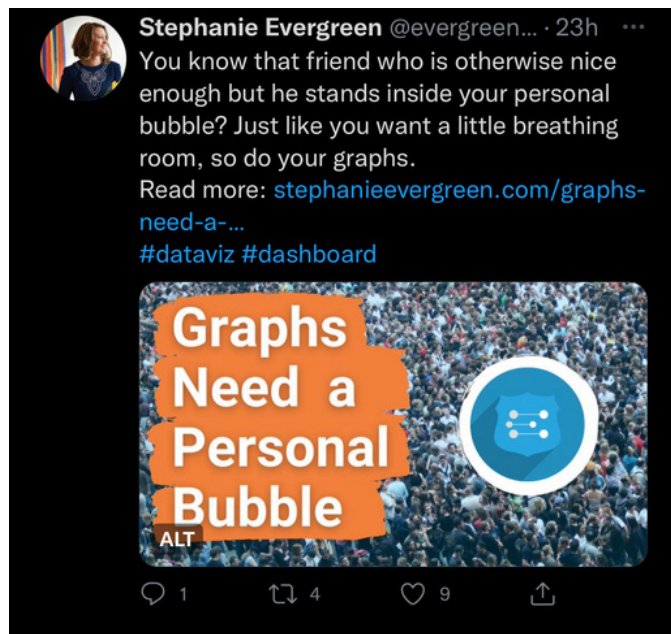 Stephanie Evergreen @evergreen... · 23h ...
You know that friend who is otherwise nice
enough but he stands inside your personal
bubble? Just like you want a little breathing
room, so do your graphs.
Read more: stephanieevergreen.com/graphs-
need-a-...
#dataviz #dashboard
Graphs
Need a
Personal
Bubble
ALT
1 4 9